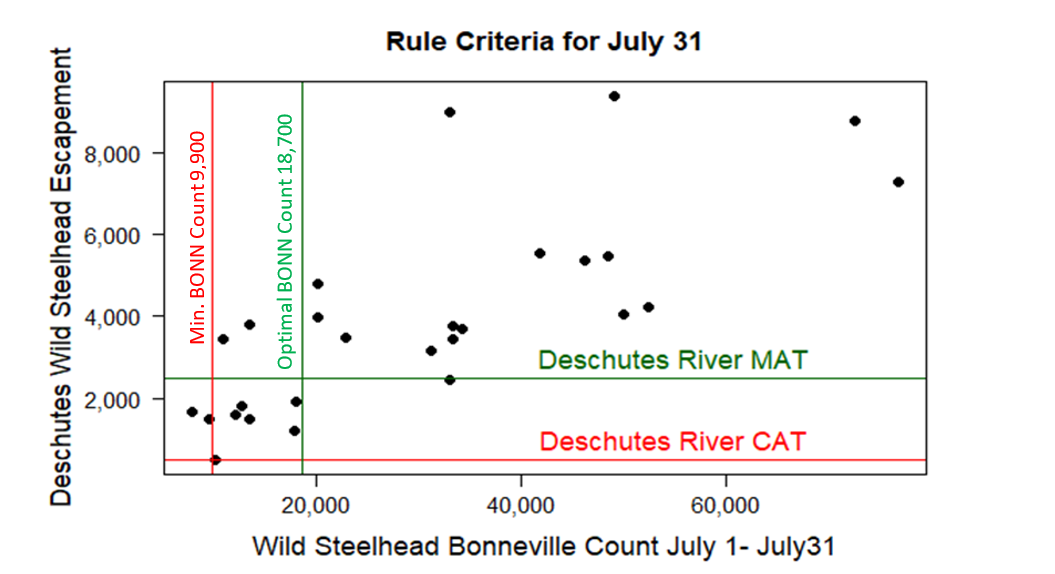 Rule Criteria for July 31
Deschutes Wild Steelhead Escapement
8,000
6,000
4,000
2,000
Min. BONN Count 9,900
Optimal BONN Count 18,700
Deschutes River MAT
Deschutes River CAT
20,000
40,000
60,000
Wild Steelhead Bonneville Count July 1- July31